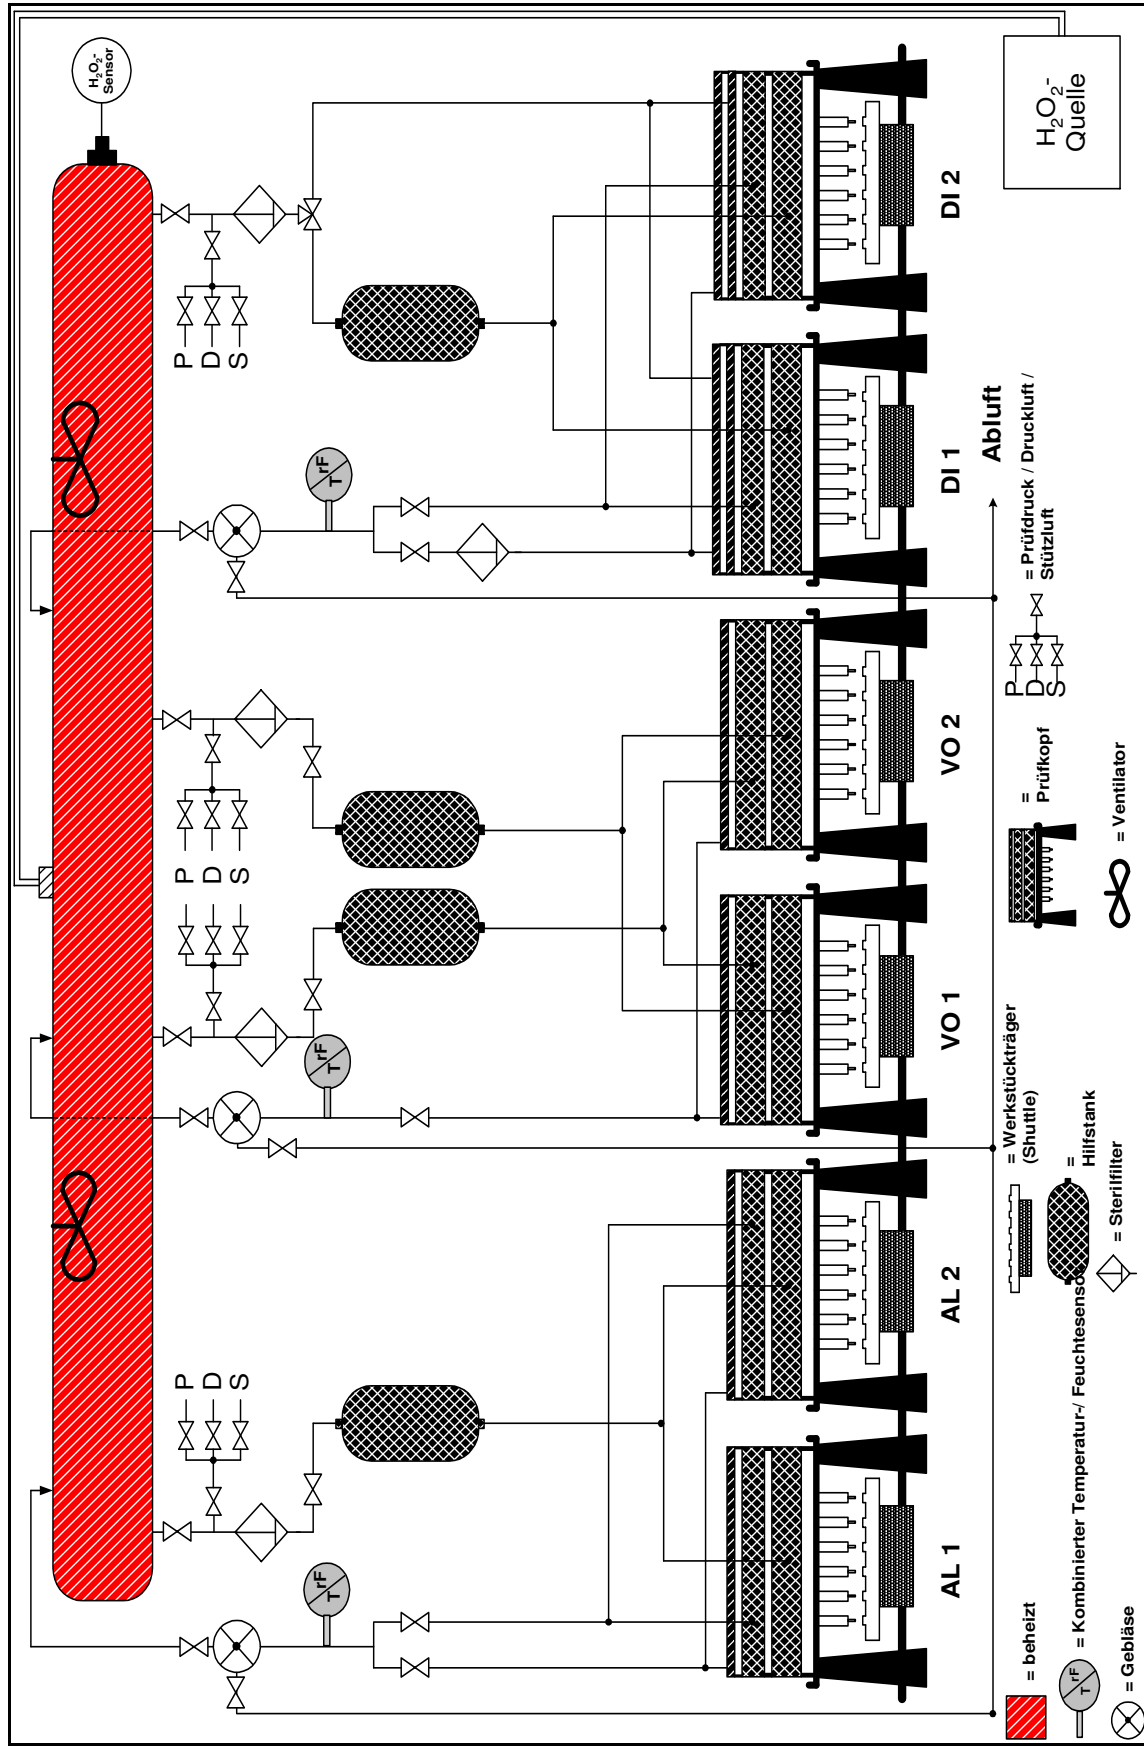 H₂O₂-
Sensor
P
D
S
T rF
P
D
S
P
D
S
T rF
P
D
S
T rF
AL 1
AL 2
VO 1
VO 2
DI 1
DI 2
Abluft
H₂O₂-
Quelle
= beheizt
T rF
= Kombinierter Temperatur-/ Feuchtesensor
= Gebläse
= Werkstückträger
(Shuttle)
=
Hilfstank
= Sterilfilter
=
Prüfkopf
= Ventilator
P
D
S
= Prüfdruck / Druckluft /
Stützluft